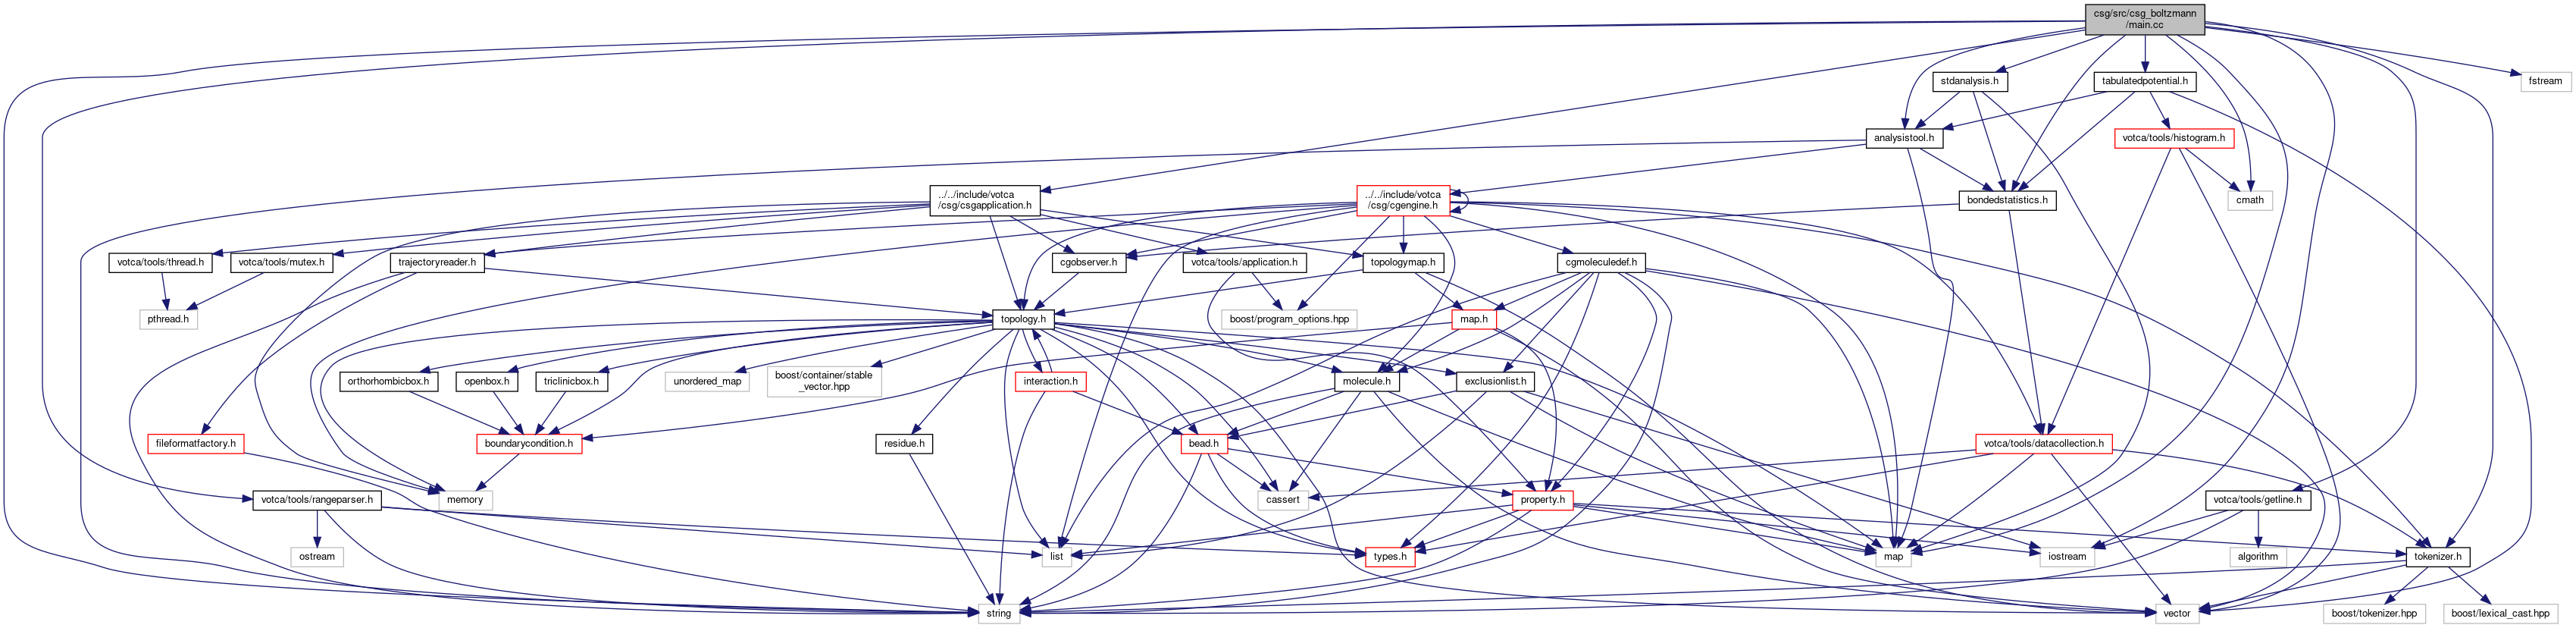 csg/src/csg_boltzmann
/main.cc
stdanalysis.h
tabulatedpotential.h
fstream
analysistool.h
votca/tools/histogram.h
../../include/votca
/csg/csgapplication.h
../../include/votca
/csg/cgengine.h
bondedstatistics.h
cmath
votca/tools/thread.h
votca/tools/mutex.h
trajectoryreader.h
cgobserver.h
votca/tools/application.h
topologymap.h
cgmoleculedef.h
pthread.h
topology.h
boost/program_options.hpp
map.h
orthorhombicbox.h
openbox.h
triclinicbox.h
unordered_map
boost/container/stable
_vector.hpp
interaction.h
molecule.h
exclusionlist.h
fileformatfactory.h
boundarycondition.h
residue.h
bead.h
votca/tools/datacollection.h
votca/tools/rangeparser.h
memory
cassert
property.h
votca/tools/getline.h
ostream
list
types.h
map
iostream
algorithm
tokenizer.h
string
vector
boost/tokenizer.hpp
boost/lexical_cast.hpp